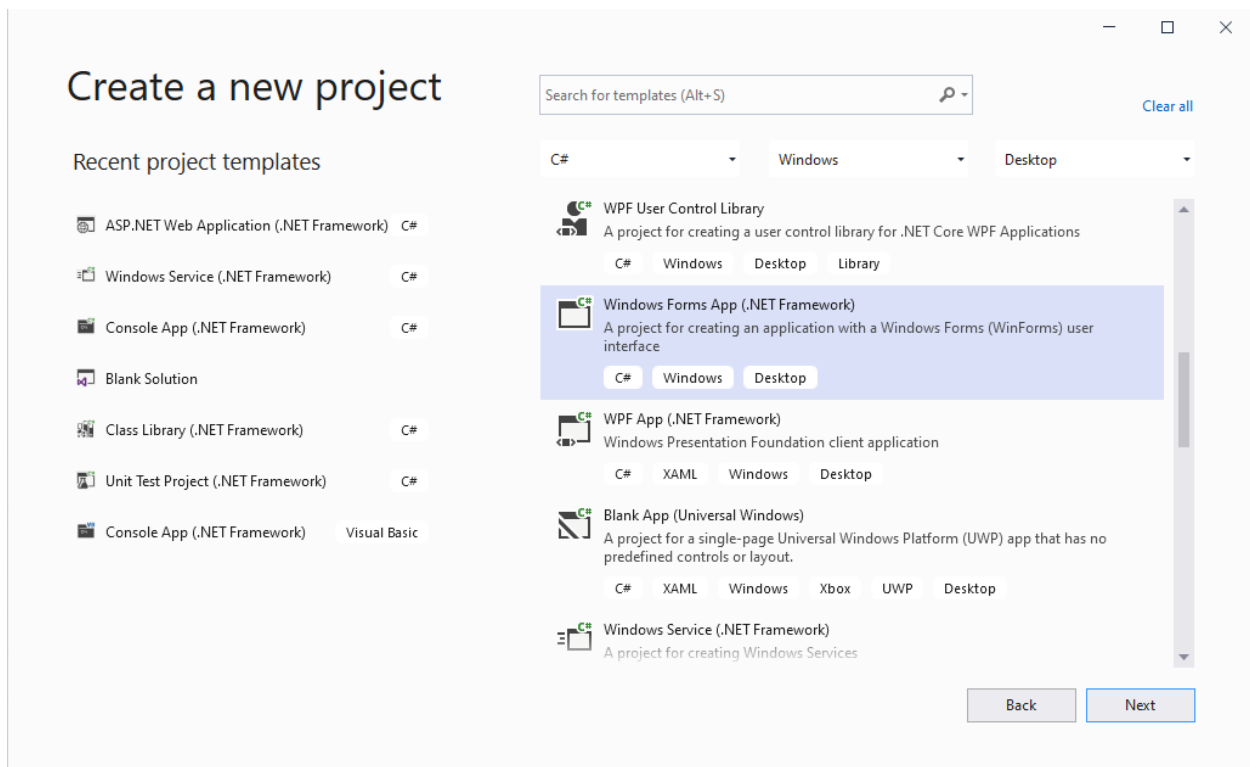 Create a new project
Search for templates (Alt+S)
Clear all
Recent project templates
C#
Windows
Desktop
ASP.NET Web Application (.NET Framework) C#
Windows Service (.NET Framework) C#
Console App (.NET Framework) C#
Blank Solution
Class Library (.NET Framework) C#
Unit Test Project (.NET Framework) C#
Console App (.NET Framework) Visual Basic
WPF User Control Library
A project for creating a user control library for .NET Core WPF Applications
C# Windows Desktop Library
Windows Forms App (.NET Framework)
A project for creating an application with a Windows Forms (WinForms) user
interface
C# Windows Desktop
WPF App (.NET Framework)
Windows Presentation Foundation client application
C# XAML Windows Desktop
Blank App (Universal Windows)
A project for a single-page Universal Windows Platform (UWP) app that has no
predefined controls or layout.
C# XAML Windows Xbox UWP Desktop
Windows Service (.NET Framework)
A project for creating Windows Services
Back
Next